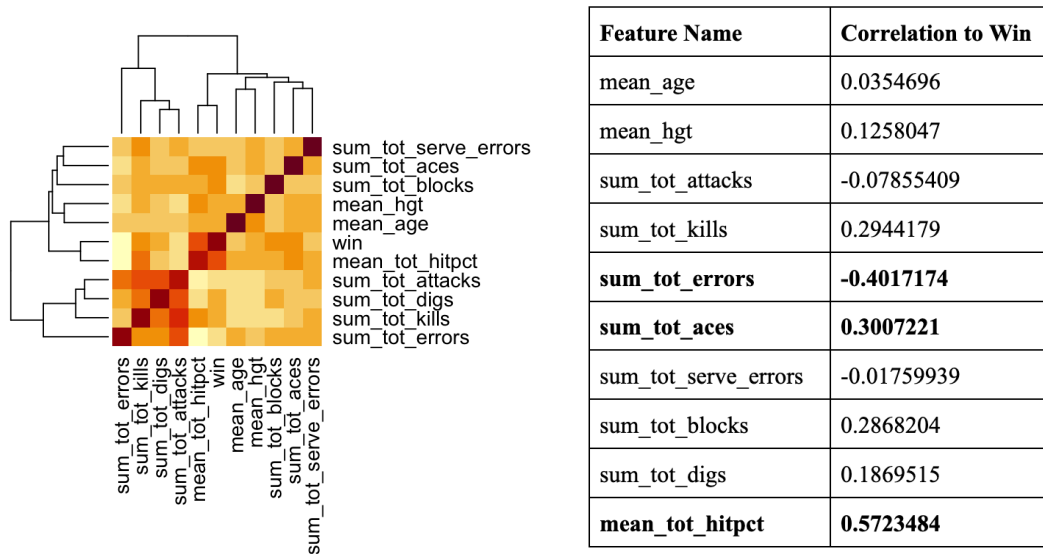 sum_tot_serve_errors
sum_tot_aces
sum_tot_blocks
mean_hgt
mean_age
win
mean_tot_hitpct
sum_tot_attacks
sum_tot_digs
sum_tot_kills
sum_tot_errors
sum_tot_errors
sum_tot_kills
sum_tot_digs
sum_tot_attacks
mean_tot_hitpct
win
mean_age
mean_hgt
sum_tot_blocks
sum_tot_aces
sum_tot_serve_errors
Feature Name Correlation to Win
mean_age 0.0354696
mean_hgt 0.1258047
sum_tot_attacks -0.07855409
sum_tot_kills 0.2944179
sum_tot_errors -0.4017174
sum_tot_aces 0.3007221
sum_tot_serve_errors -0.01759939
sum_tot_blocks 0.2868204
sum_tot_digs 0.1869515
mean_tot_hitpct 0.5723484